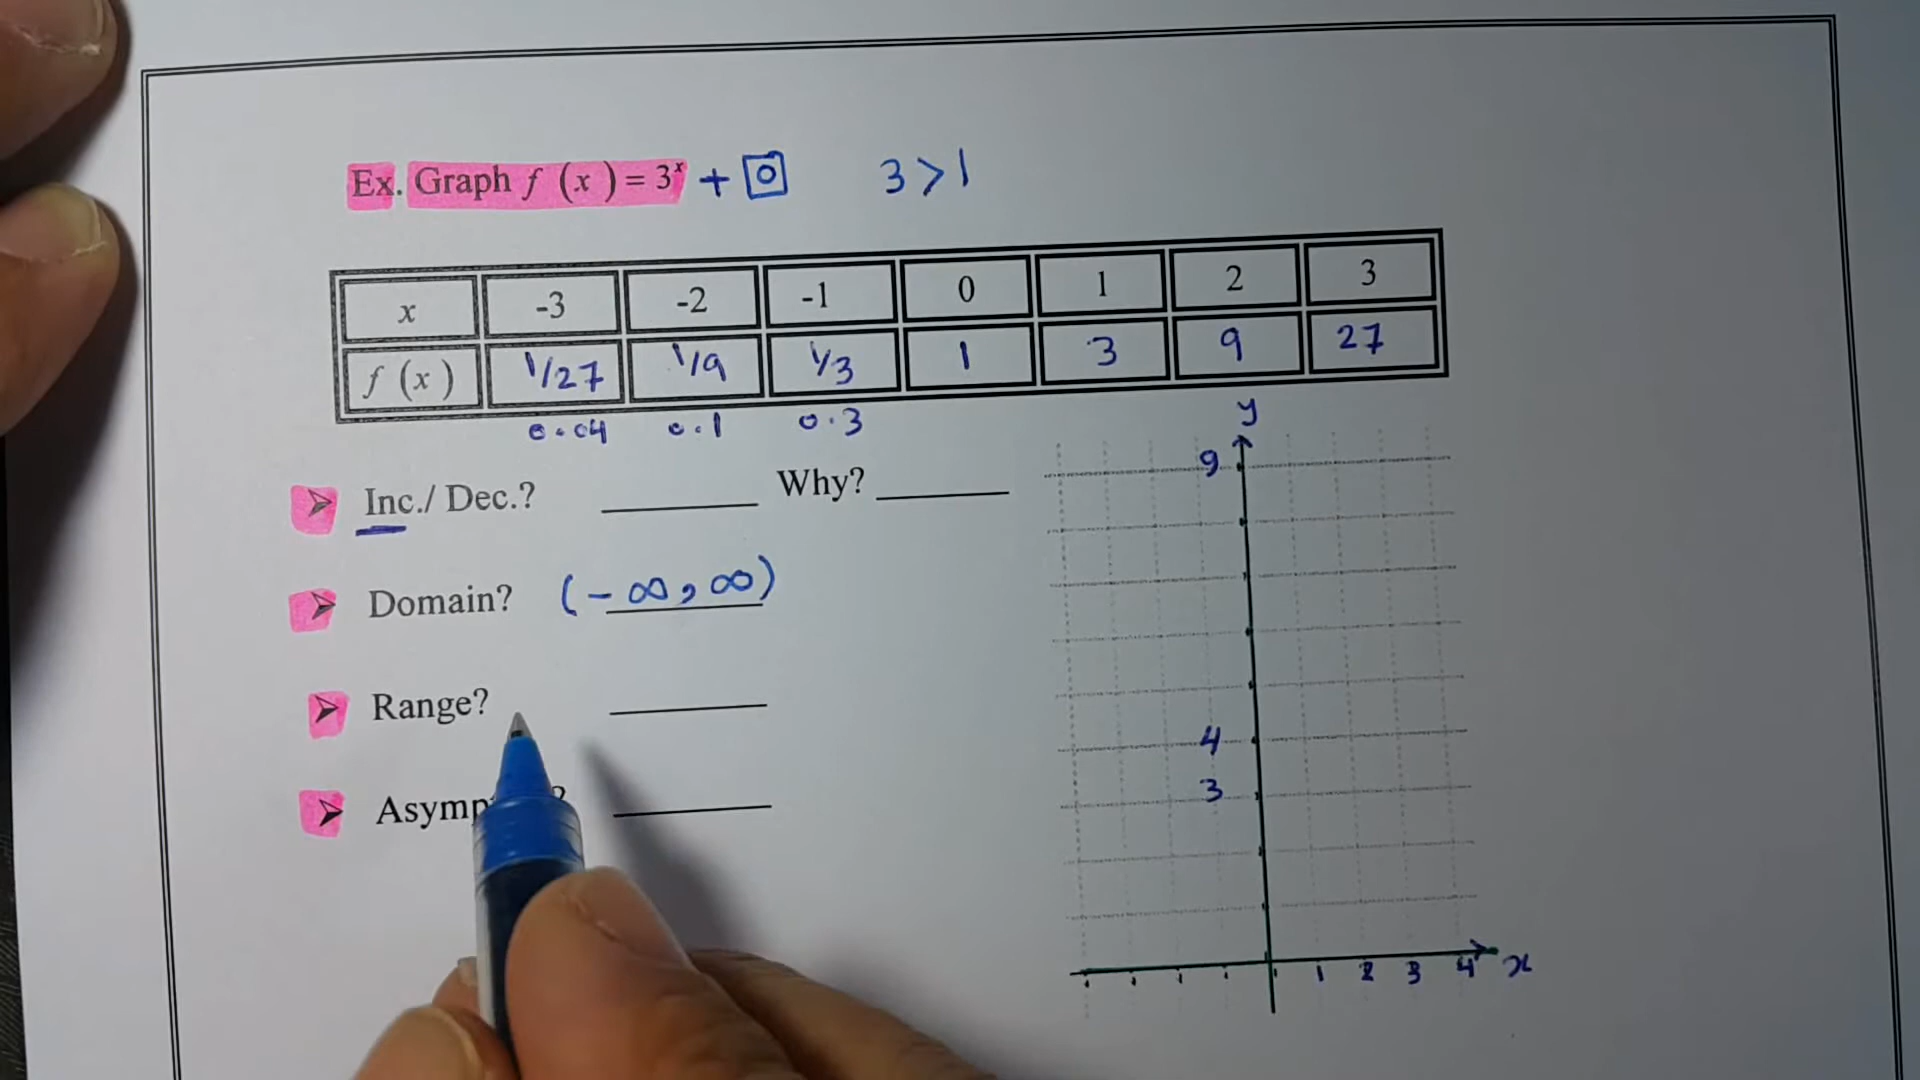 Ex. Graph f (x) = 3ˣ + 0 3 > 1
x -3 -2 -1 0 1 2 3
f (x) 1/27 1/9 1/3 1 3 9 27
0.04 0.1 0.3
y
9
Inc./ Dec.? Why?
Domain? (-∞, ∞)
Range?
4
3
1 2 3 4 x